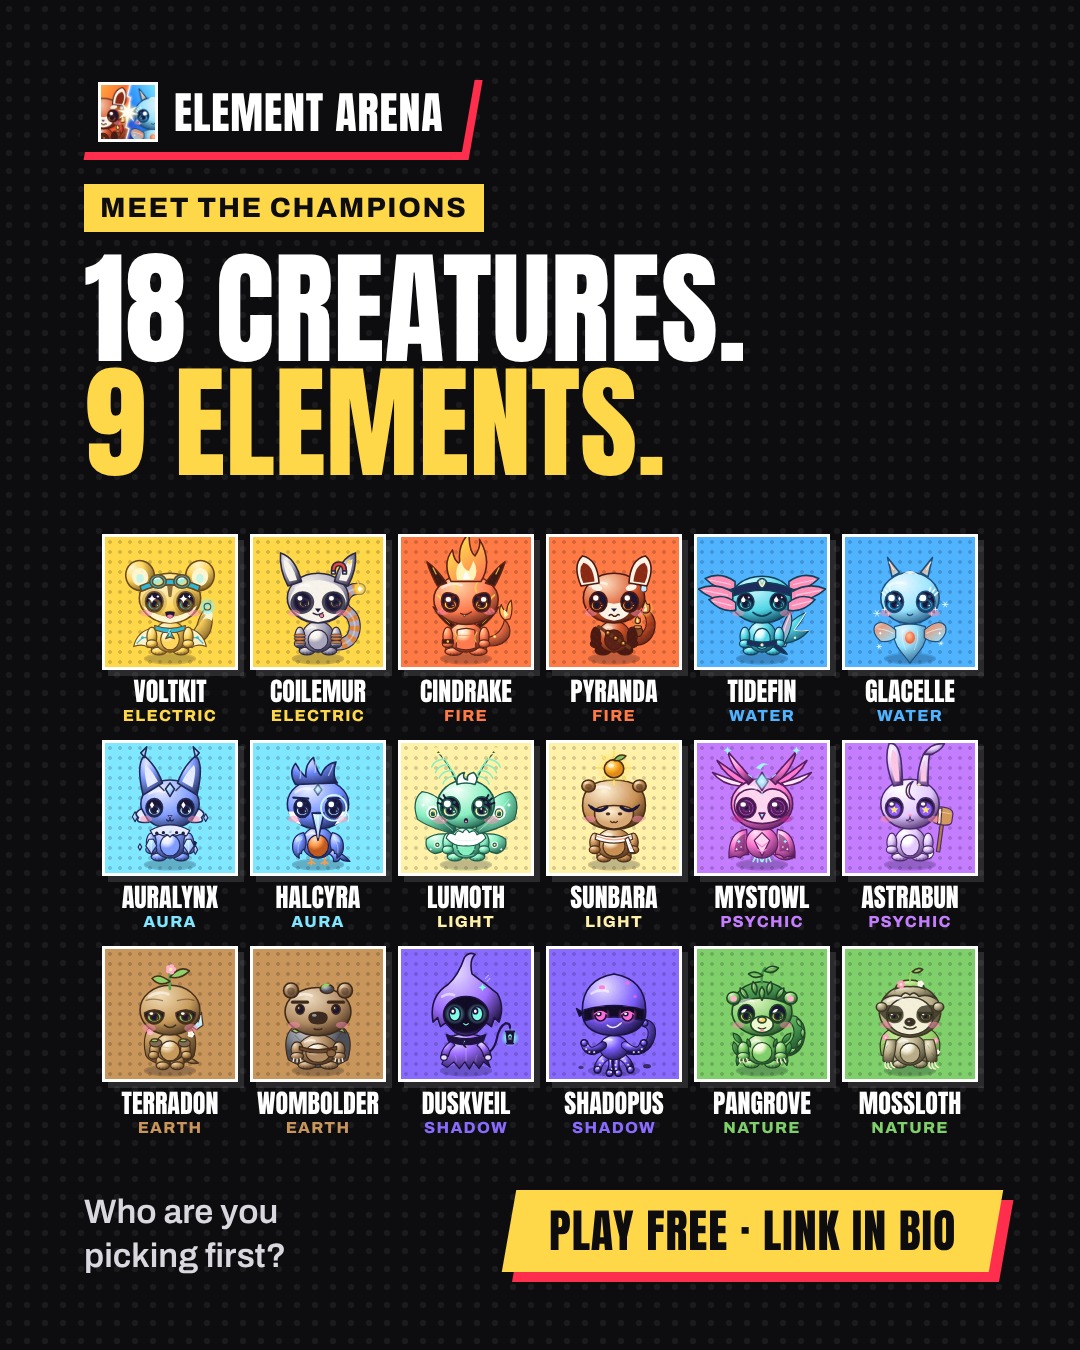 ELEMENT ARENA
MEET THE CHAMPIONS
18 CREATURES.
9 ELEMENTS.
VOLTKIT COILEMUR CINDRAKE PYRANDA TIDEFIN GLACELLE
ELECTRIC ELECTRIC FIRE FIRE WATER WATER
AURALYNX HALCYRA LUMOTH SUNBARA MYSTOWL ASTRABUN
AURA AURA LIGHT LIGHT PSYCHIC PSYCHIC
TERRADON WOMBOLDER DUSKVEIL SHADOPUS PANGROVE MOSSLOTH
EARTH EARTH SHADOW SHADOW NATURE NATURE
Who are you
picking first?
PLAY FREE · LINK IN BIO